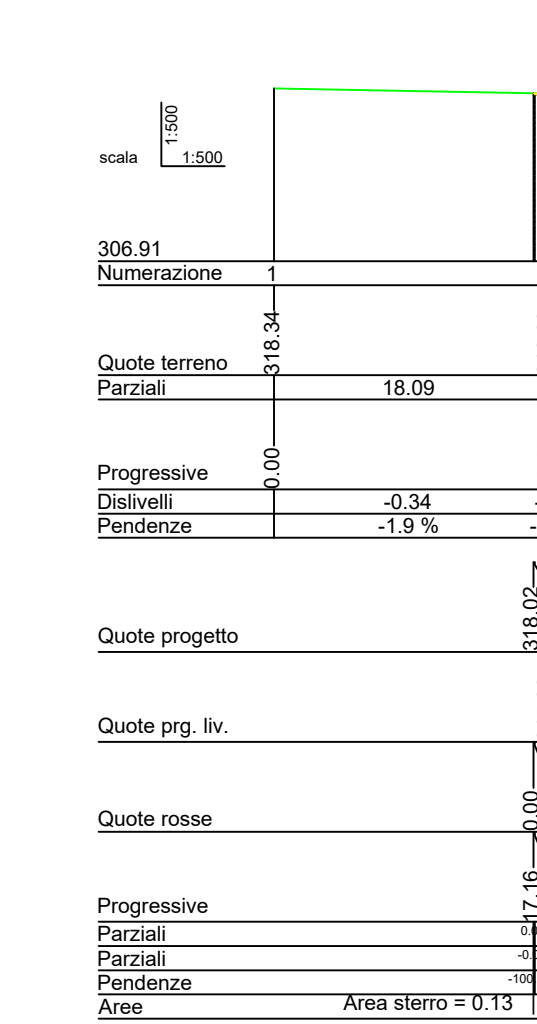 1:500
scala 1:500
306.91
Numerazione 1
318.34
Quote terreno
Parziali 18.09
0.00
Progressive
Dislivelli -0.34
Pendenze -1.9 %
318.02
Quote progetto
Quote prg. liv.
0.00
Quote rosse
17.16
Progressive
Parziali
Parziali
Pendenze -100
Aree Area sterro = 0.13